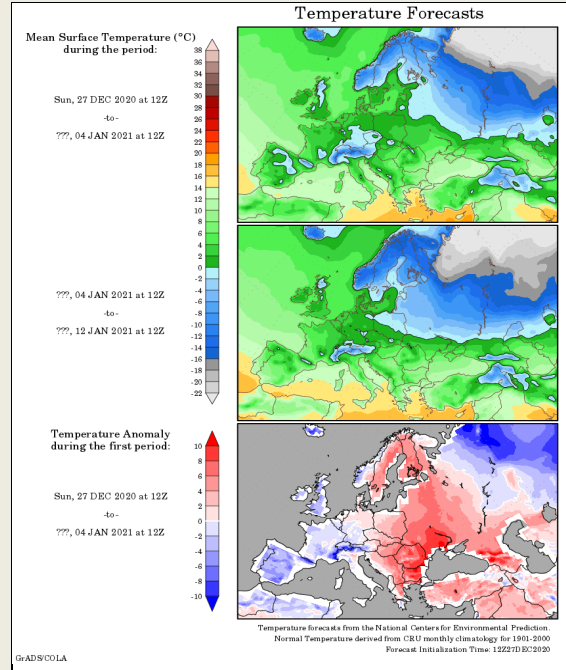 Temperature Forecasts
Mean Surface Temperature (°C)
during the period:
Sun, 27 DEC 2020 at 12Z
-to-
???, 04 JAN 2021 at 12Z
38
36
34
32
30
28
26
24
22
20
18
16
14
12
10
8
6
4
2
0
-2
-4
-6
-8
-10
-12
-14
-16
-18
-20
-22
???, 04 JAN 2021 at 12Z
-to-
???, 12 JAN 2021 at 12Z
Temperature Anomaly
during the first period:
Sun, 27 DEC 2020 at 12Z
-to-
???, 04 JAN 2021 at 12Z
10
8
6
4
2
0
-2
-4
-6
-8
-10
Temperature forecasts from the National Centers for Environmental Prediction.
Normal Temperature derived from CRU monthly climatology for 1901-2000
Forecast Initialization Time: 12Z27DEC2020
GrADS/COLA